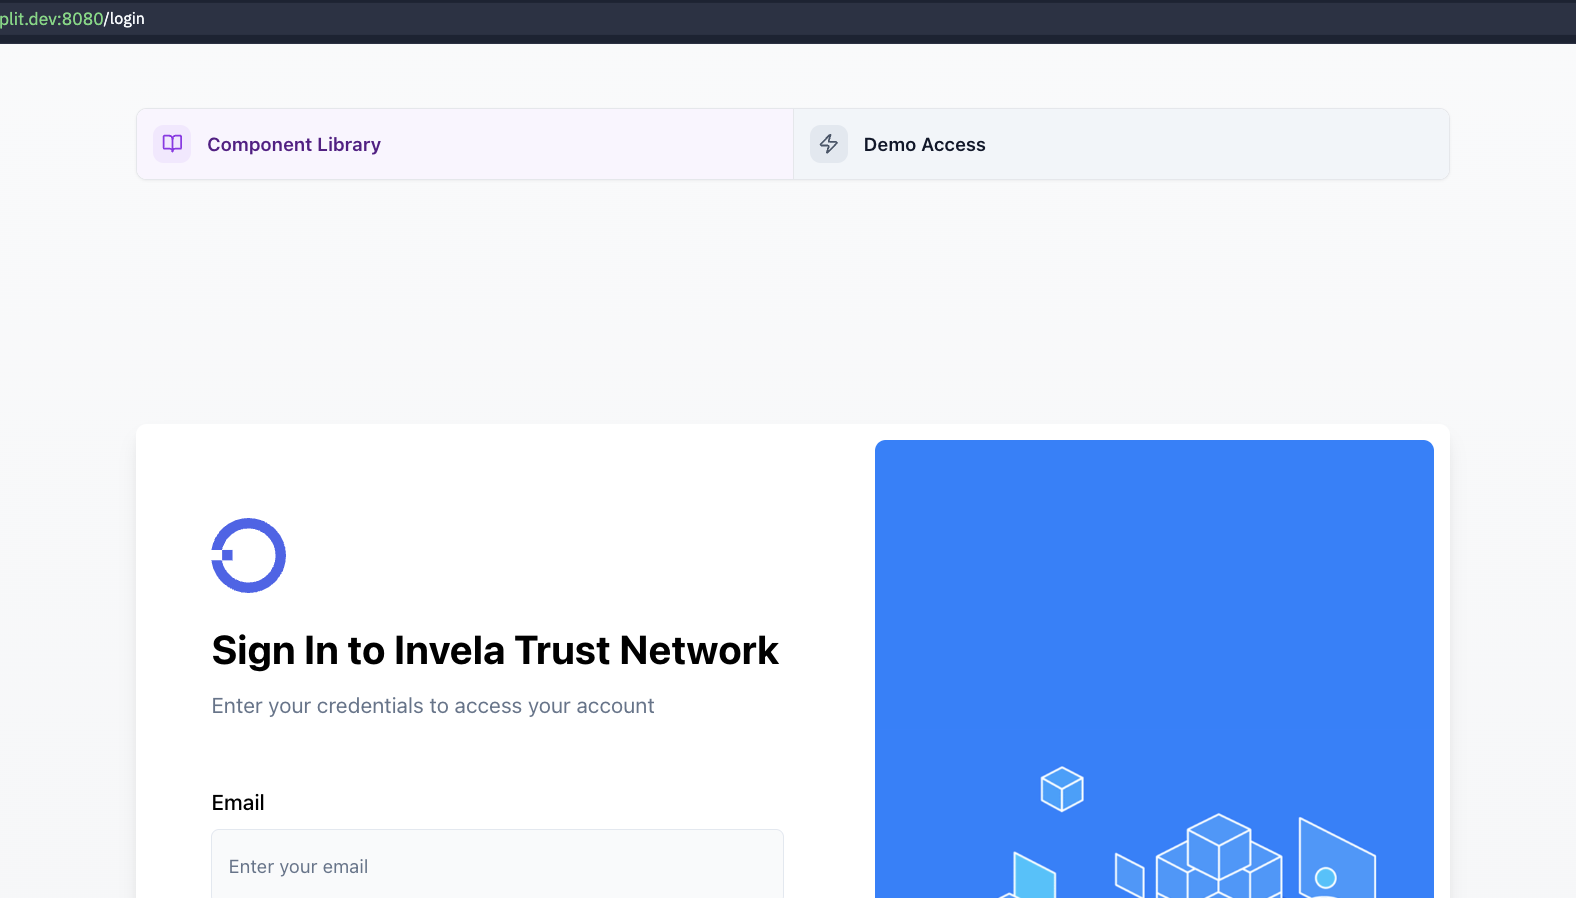 plit.dev:8080/login
Component Library
Demo Access
Sign In to Invela Trust Network
Enter your credentials to access your account
Email
Enter your email